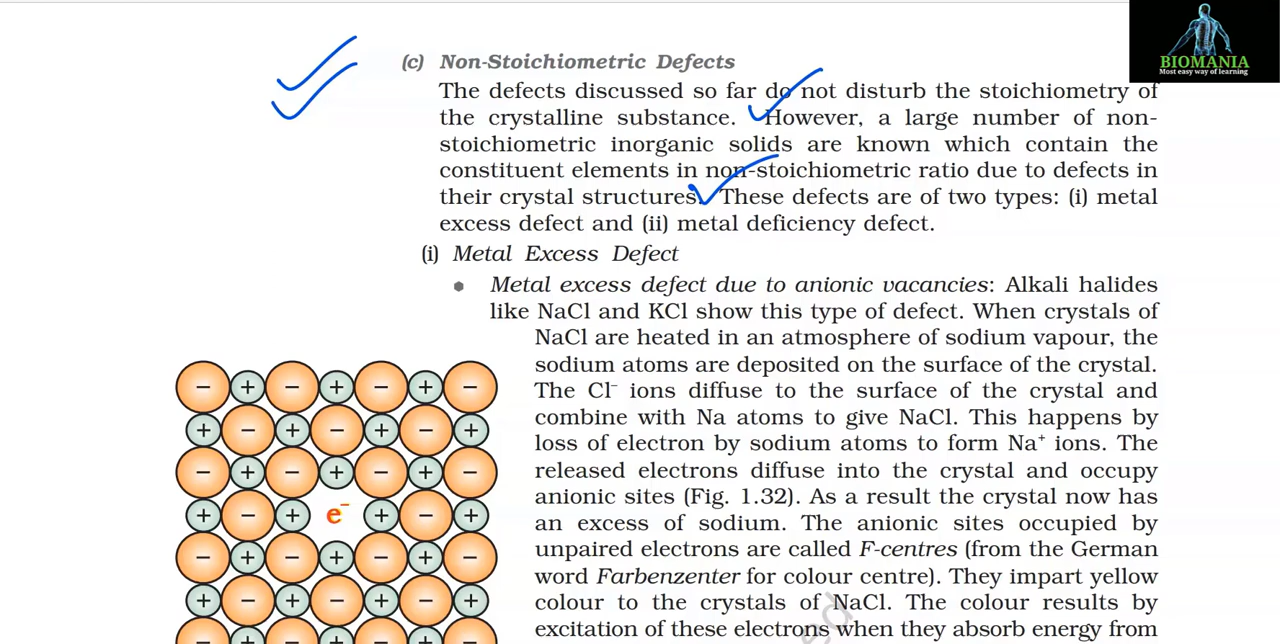 BIOMANIA
Most easy way of learning
(c) Non-Stoichiometric Defects
The defects discussed so far do not disturb the stoichiometry of
the crystalline substance. However, a large number of non-
stoichiometric inorganic solids are known which contain the
constituent elements in non-stoichiometric ratio due to defects in
their crystal structures. These defects are of two types: (i) metal
excess defect and (ii) metal deficiency defect.
(i) Metal Excess Defect
● Metal excess defect due to anionic vacancies: Alkali halides
like NaCl and KCl show this type of defect. When crystals of
NaCl are heated in an atmosphere of sodium vapour, the
sodium atoms are deposited on the surface of the crystal.
The Cl⁻ ions diffuse to the surface of the crystal and
combine with Na atoms to give NaCl. This happens by
loss of electron by sodium atoms to form Na⁺ ions. The
released electrons diffuse into the crystal and occupy
anionic sites (Fig. 1.32). As a result the crystal now has
an excess of sodium. The anionic sites occupied by
unpaired electrons are called F-centres (from the German
word Farbenzenter for colour centre). They impart yellow
colour to the crystals of NaCl. The colour results by
excitation of these electrons when they absorb energy from
− + − + − + −
+ − + − + − +
− + − + − + −
+ − + e⁻ + − +
− + − + − + −
+ − + − + − +
− + − + − + −